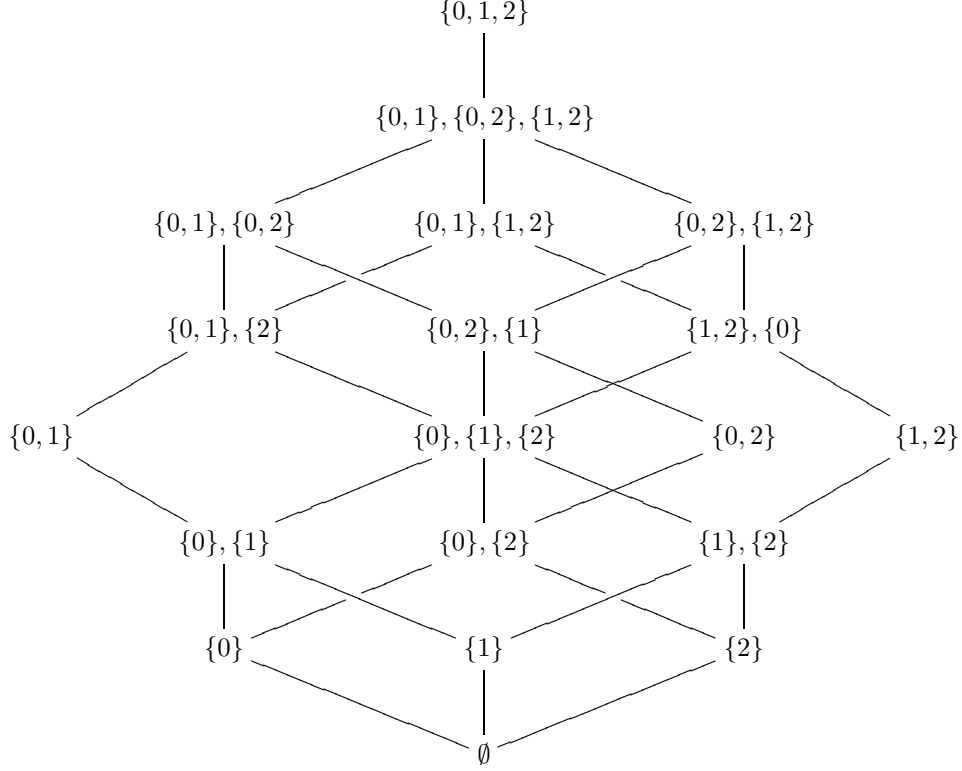 {0, 1, 2}
{0, 1}, {0, 2}, {1, 2}
{0, 1}, {0, 2}
{0, 1}, {1, 2}
{0, 2}, {1, 2}
{0, 1}, {2}
{0, 2}, {1}
{1, 2}, {0}
{0, 1}
{0}, {1}, {2}
{0, 2}
{1, 2}
{0}, {1}
{0}, {2}
{1}, {2}
{0}
{1}
{2}
∅